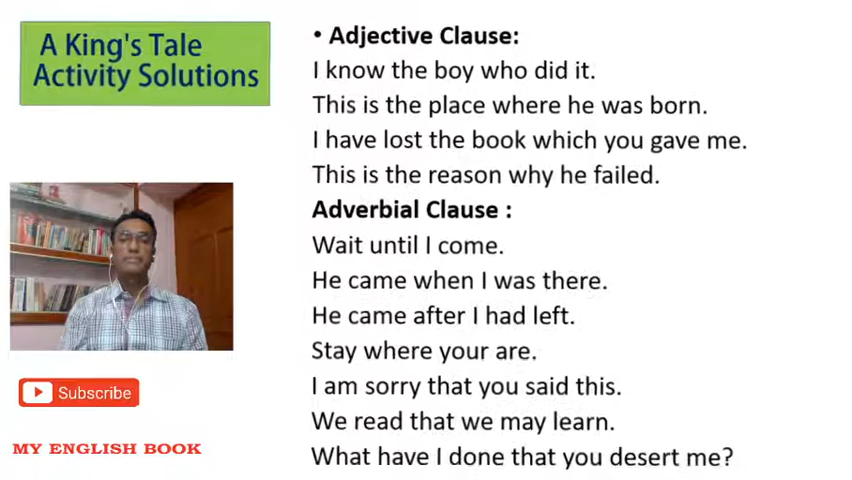 A King's Tale
Activity Solutions
• Adjective Clause:
I know the boy who did it.
This is the place where he was born.
I have lost the book which you gave me.
This is the reason why he failed.
Adverbial Clause :
Wait until I come.
He came when I was there.
He came after I had left.
Stay where your are.
I am sorry that you said this.
We read that we may learn.
What have I done that you desert me?
Subscribe
MY ENGLISH BOOK